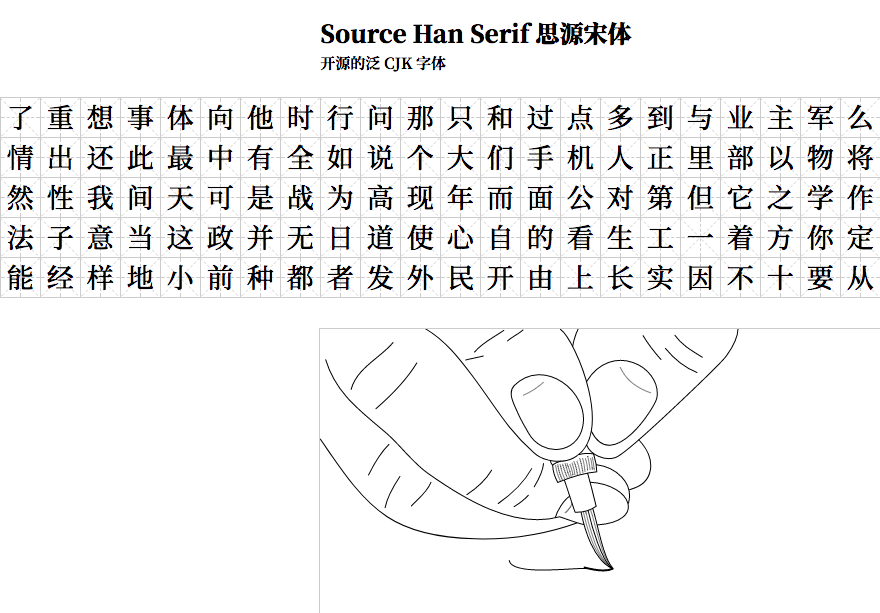 Source Han Serif 思源宋体
开源的泛 CJK 字体
了重想事体向他时行问那只和过点多到与业主军么
情出还此最中有全如说个大们手机人正里部以物将
然性我间天可是战为高现年而面公对第但它之学作
法子意当这政并无日道使心自的看生工一着方你定
能经样地小前种都者发外民开由上长实因不十要从